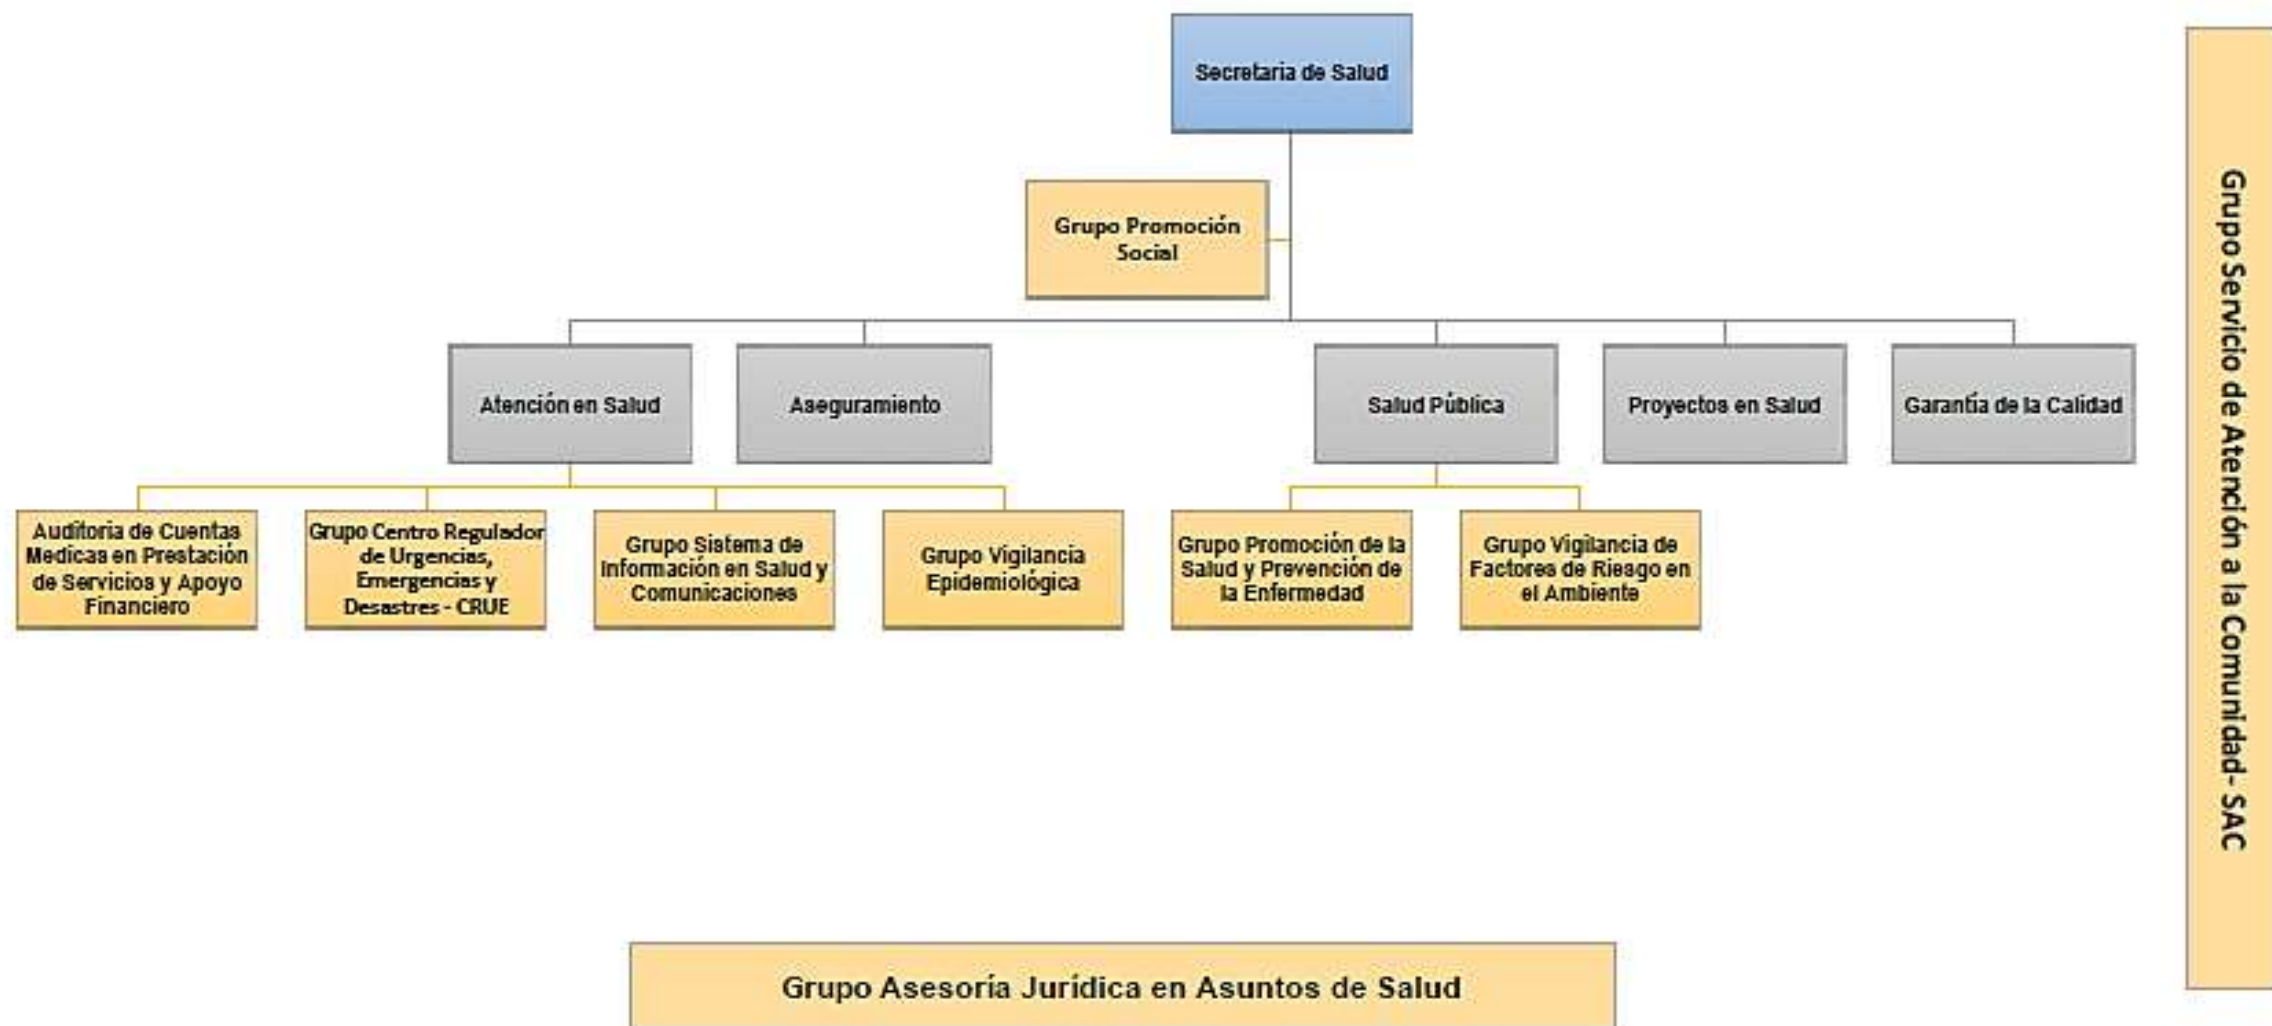 Secretaria de Salud
Grupo Promoción
Social
Atención en Salud
Aseguramiento
Salud Pública
Proyectos en Salud
Garantía de la Calidad
Auditoria de Cuentas
Medicas en Prestación
de Servicios y Apoyo
Financiero
Grupo Centro Regulador
de Urgencias,
Emergencias y
Desastres - CRUE
Grupo Sistema de
Información en Salud y
Comunicaciones
Grupo Vigilancia
Epidemiológica
Grupo Promoción de la
Salud y Prevención de
la Enfermedad
Grupo Vigilancia de
Factores de Riesgo en
el Ambiente
Grupo Servicio de Atención a la Comunidad- SAC
Grupo Asesoría Jurídica en Asuntos de Salud